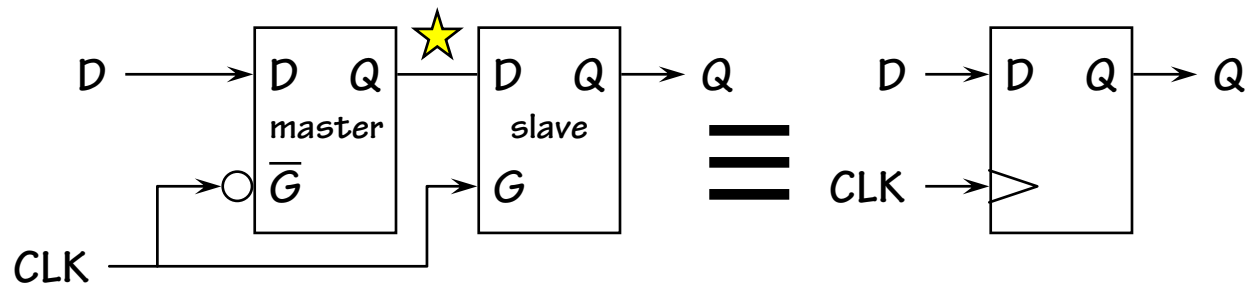 D D Q D Q Q D D Q Q
master slave
G̅ G CLK
CLK